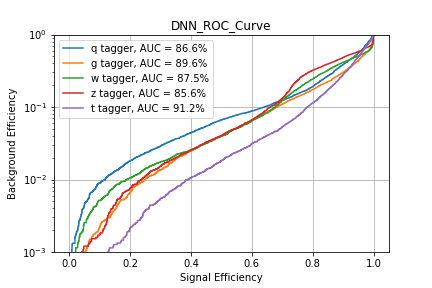 DNN_ROC_Curve
10⁰
q tagger, AUC = 86.6%
g tagger, AUC = 89.6%
w tagger, AUC = 87.5%
z tagger, AUC = 85.6%
t tagger, AUC = 91.2%
10⁻¹
10⁻²
10⁻³
Background Efficiency
0.0 0.2 0.4 0.6 0.8 1.0
Signal Efficiency